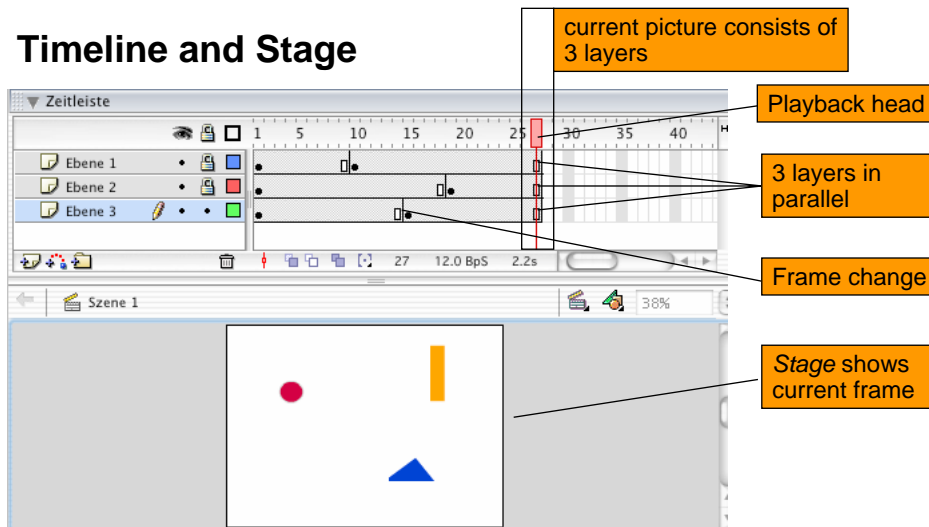 current picture consists of
3 layers
Timeline and Stage
Zeitleiste
Playback head
1 5 10 15 20 25 30 35 40
Ebene 1
Ebene 2
Ebene 3
3 layers in
parallel
27 12.0 BpS 2.2s
Frame change
Szene 1
38%
Stage shows
current frame